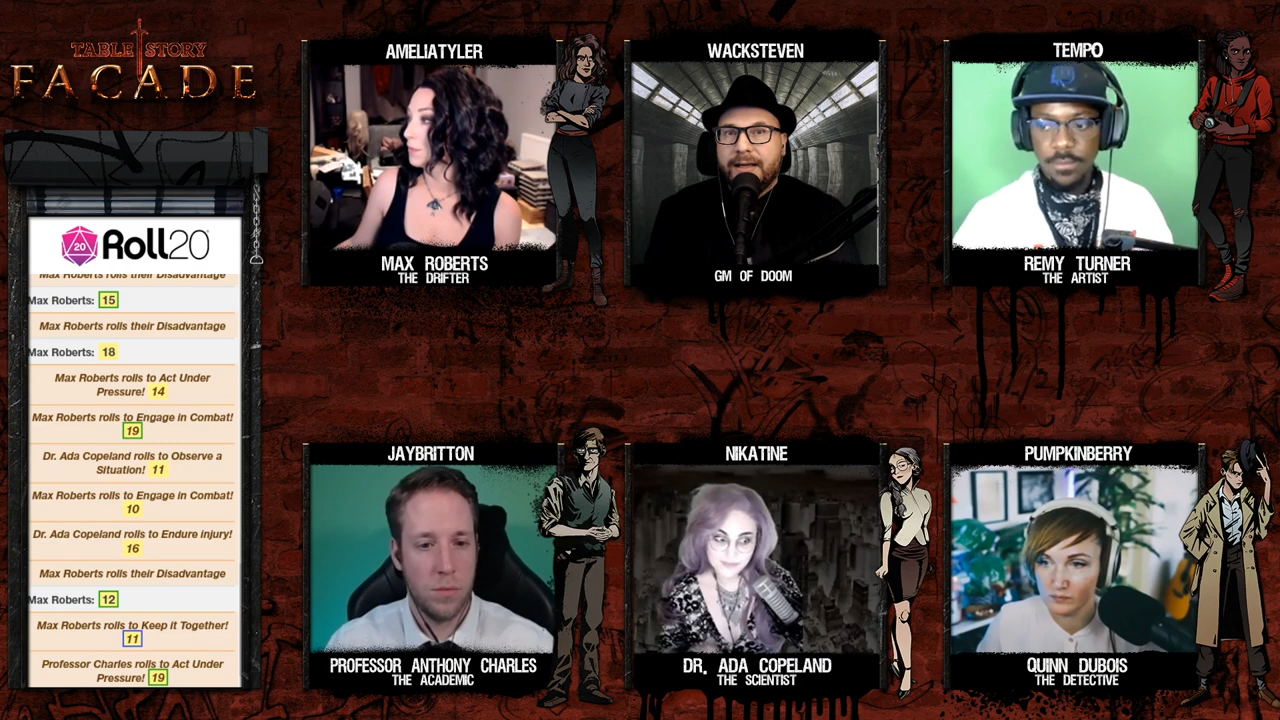 TABLE STORY
FACADE
20 Roll20
Max Roberts rolls their Disadvantage
Max Roberts: 15
Max Roberts rolls their Disadvantage
Max Roberts: 18
Max Roberts rolls to Act Under
Pressure! 14
Max Roberts rolls to Engage in Combat!
19
Dr. Ada Copeland rolls to Observe a
Situation! 11
Max Roberts rolls to Engage in Combat!
10
Dr. Ada Copeland rolls to Endure injury!
16
Max Roberts rolls their Disadvantage
Max Roberts: 12
Max Roberts rolls to Keep it Together!
11
Professor Charles rolls to Act Under
Pressure! 19
AMELIATYLER
MAX ROBERTS
THE DRIFTER
WACKSTEVEN
GM OF DOOM
TEMPO
REMY TURNER
THE ARTIST
JAYBRITTON
PROFESSOR ANTHONY CHARLES
THE ACADEMIC
NIKATINE
DR. ADA COPELAND
THE SCIENTIST
PUMPKINBERRY
QUINN DUBOIS
THE DETECTIVE